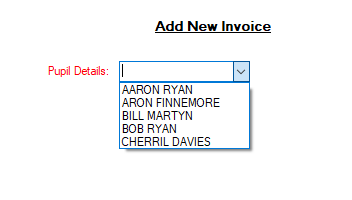 Add New Invoice
Pupil Details:
AARON RYAN
ARON FINNEMORE
BILL MARTYN
BOB RYAN
CHERRIL DAVIES